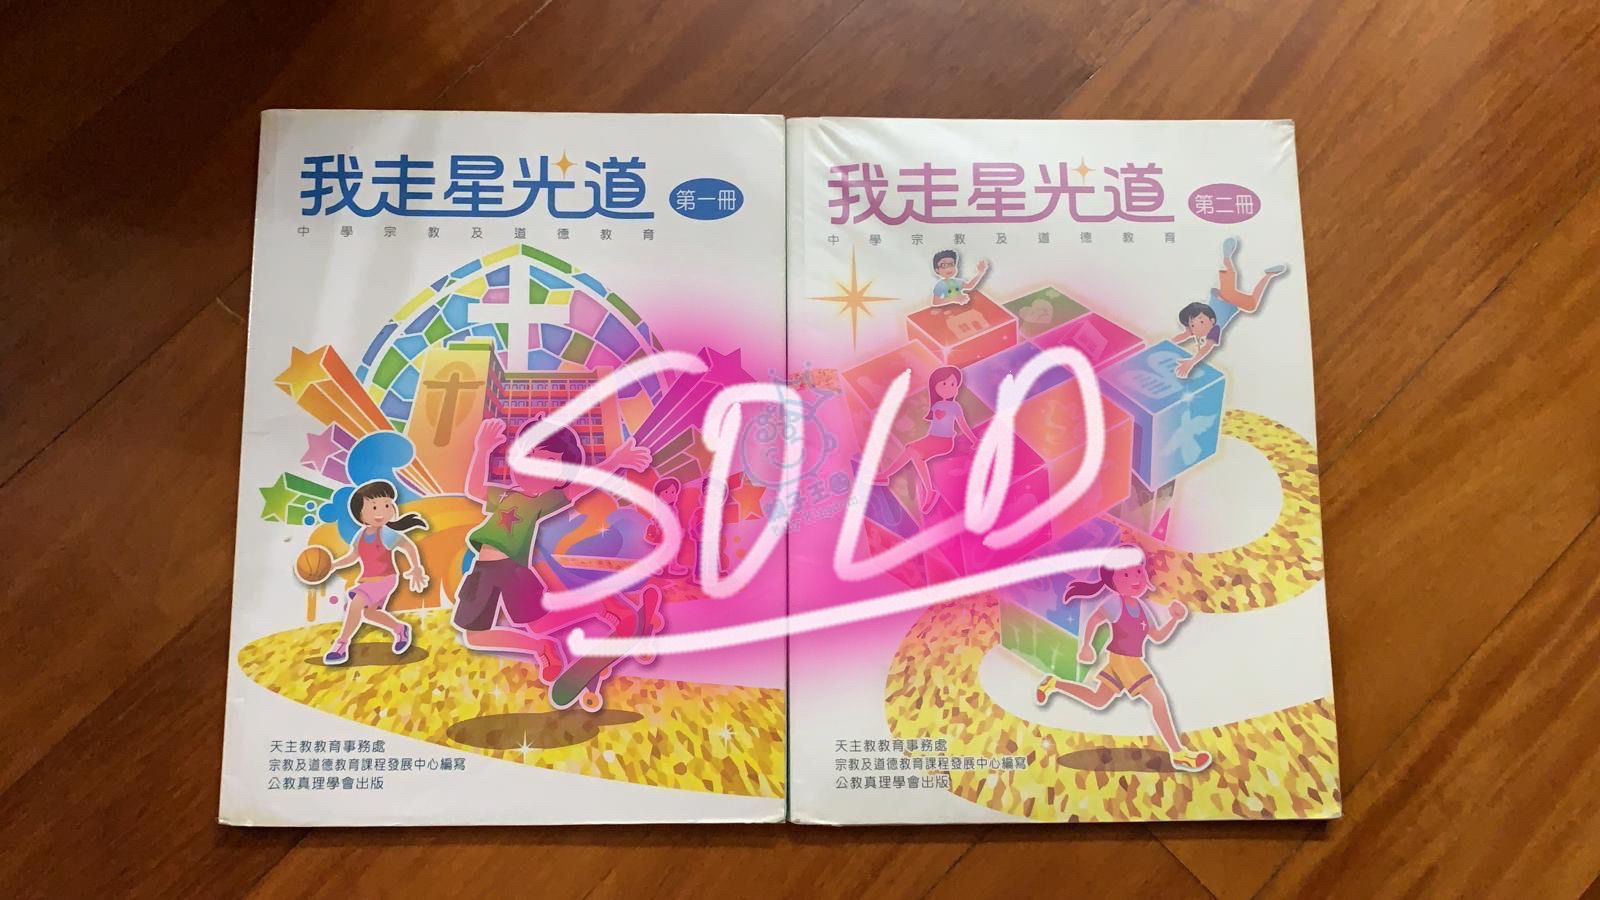 我走星光道 第一冊
中學宗教及道德教育
天主教教育事務處
宗教及道德教育課程發展中心編寫
公教真理學會出版
我走星光道 第二冊
中學宗教及道德教育
天主教教育事務處
宗教及道德教育課程發展中心編寫
公教真理學會出版
SOLD